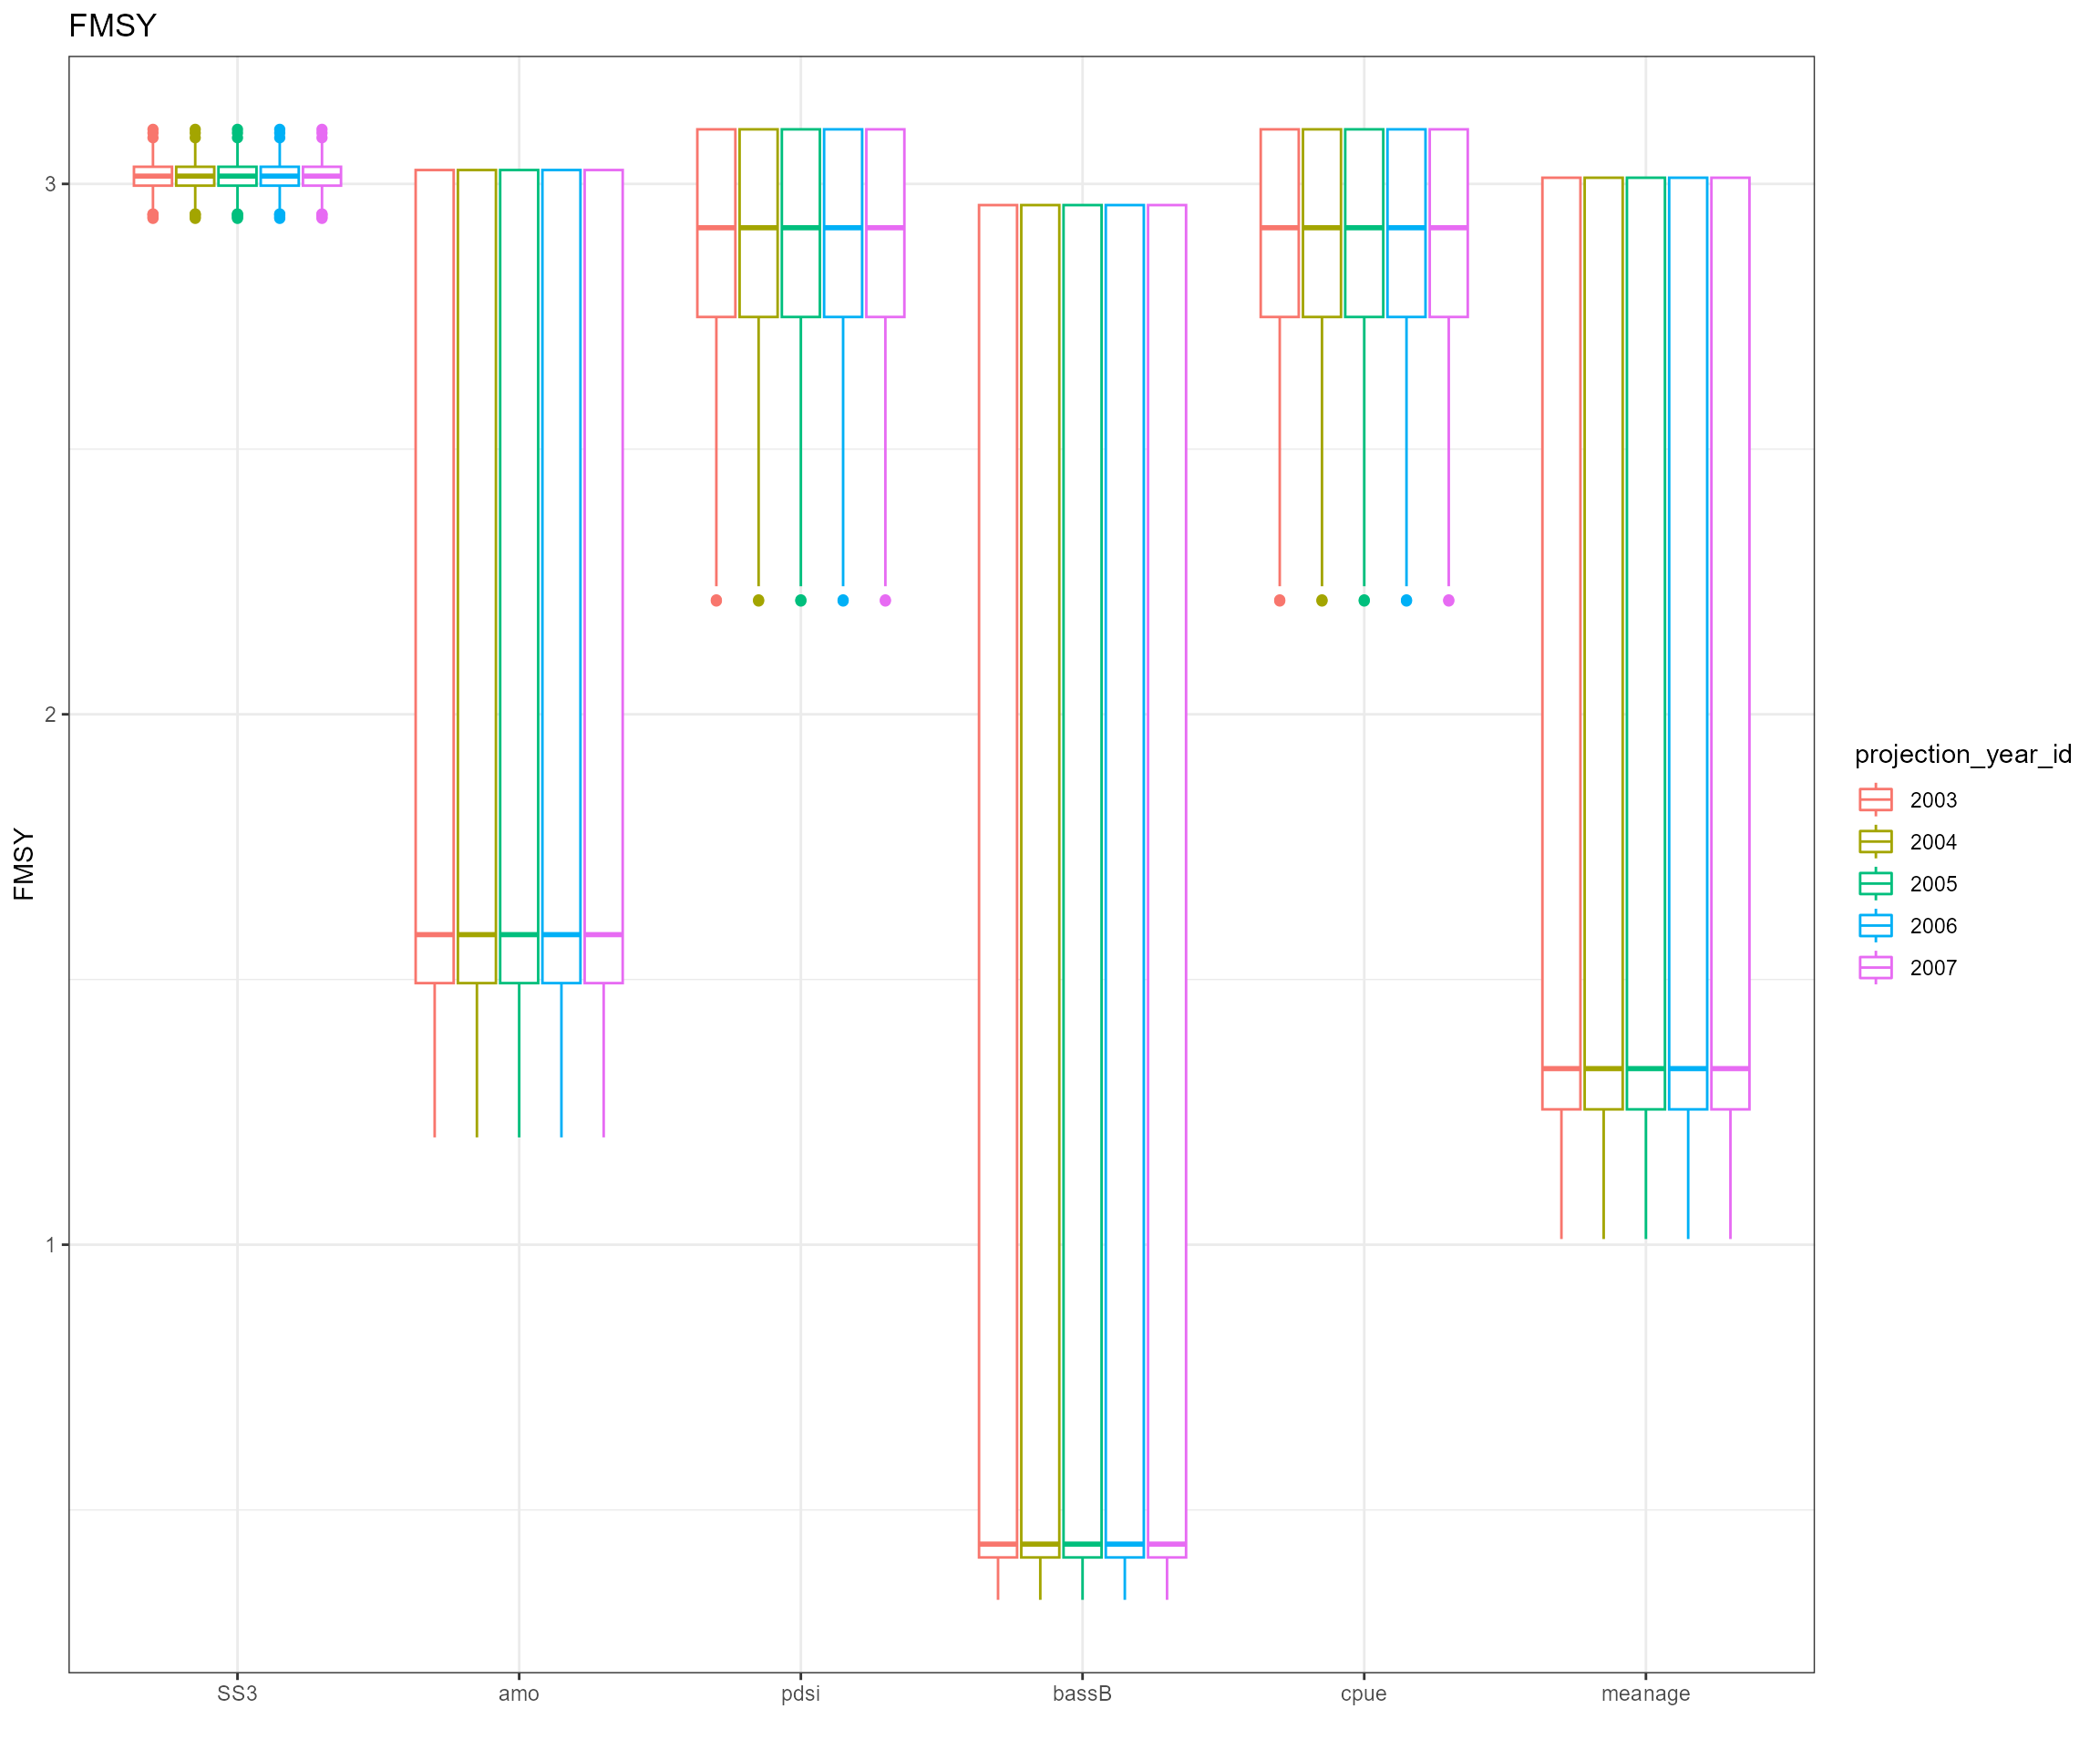 FMSY
FMSY
3
2
1
SS3 amo pdsi bassB cpue meanage
projection_year_id
2003
2004
2005
2006
2007